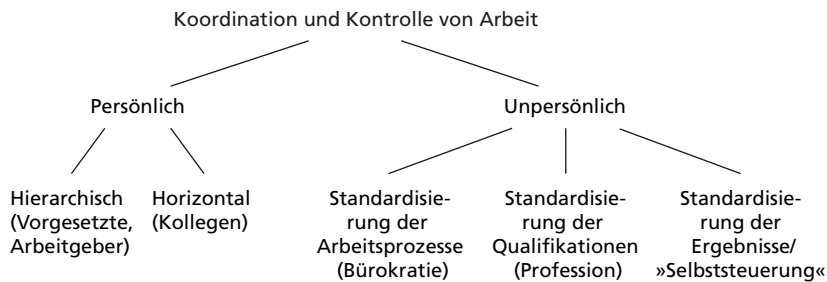 Koordination und Kontrolle von Arbeit
Persönlich
Unpersönlich
Hierarchisch
(Vorgesetzte,
Arbeitgeber)
Horizontal
(Kollegen)
Standardisie-
rung der
Arbeitsprozesse
(Bürokratie)
Standardisie-
rung der
Qualifikationen
(Profession)
Standardisie-
rung der
Ergebnisse/
»Selbststeuerung«